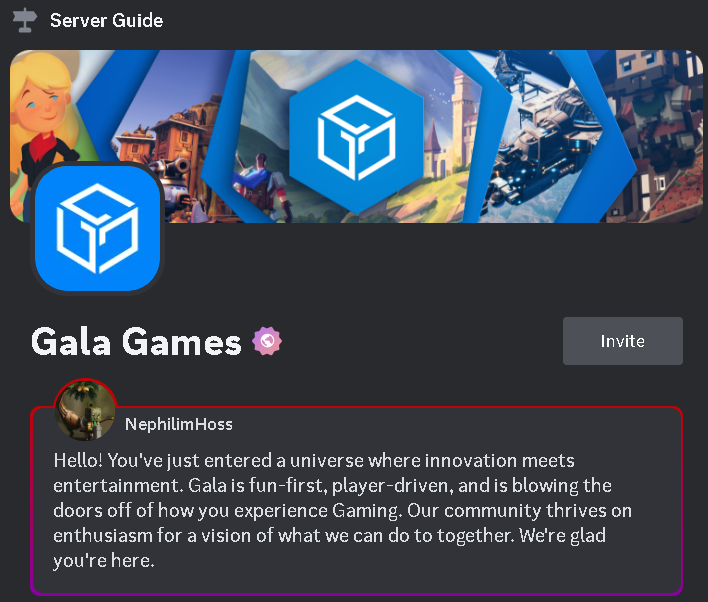 Server Guide
Gala Games
Invite
NephilimHoss
Hello! You've just entered a universe where innovation meets
entertainment. Gala is fun-first, player-driven, and is blowing the
doors off of how you experience Gaming. Our community thrives on
enthusiasm for a vision of what we can do to together. We're glad
you're here.